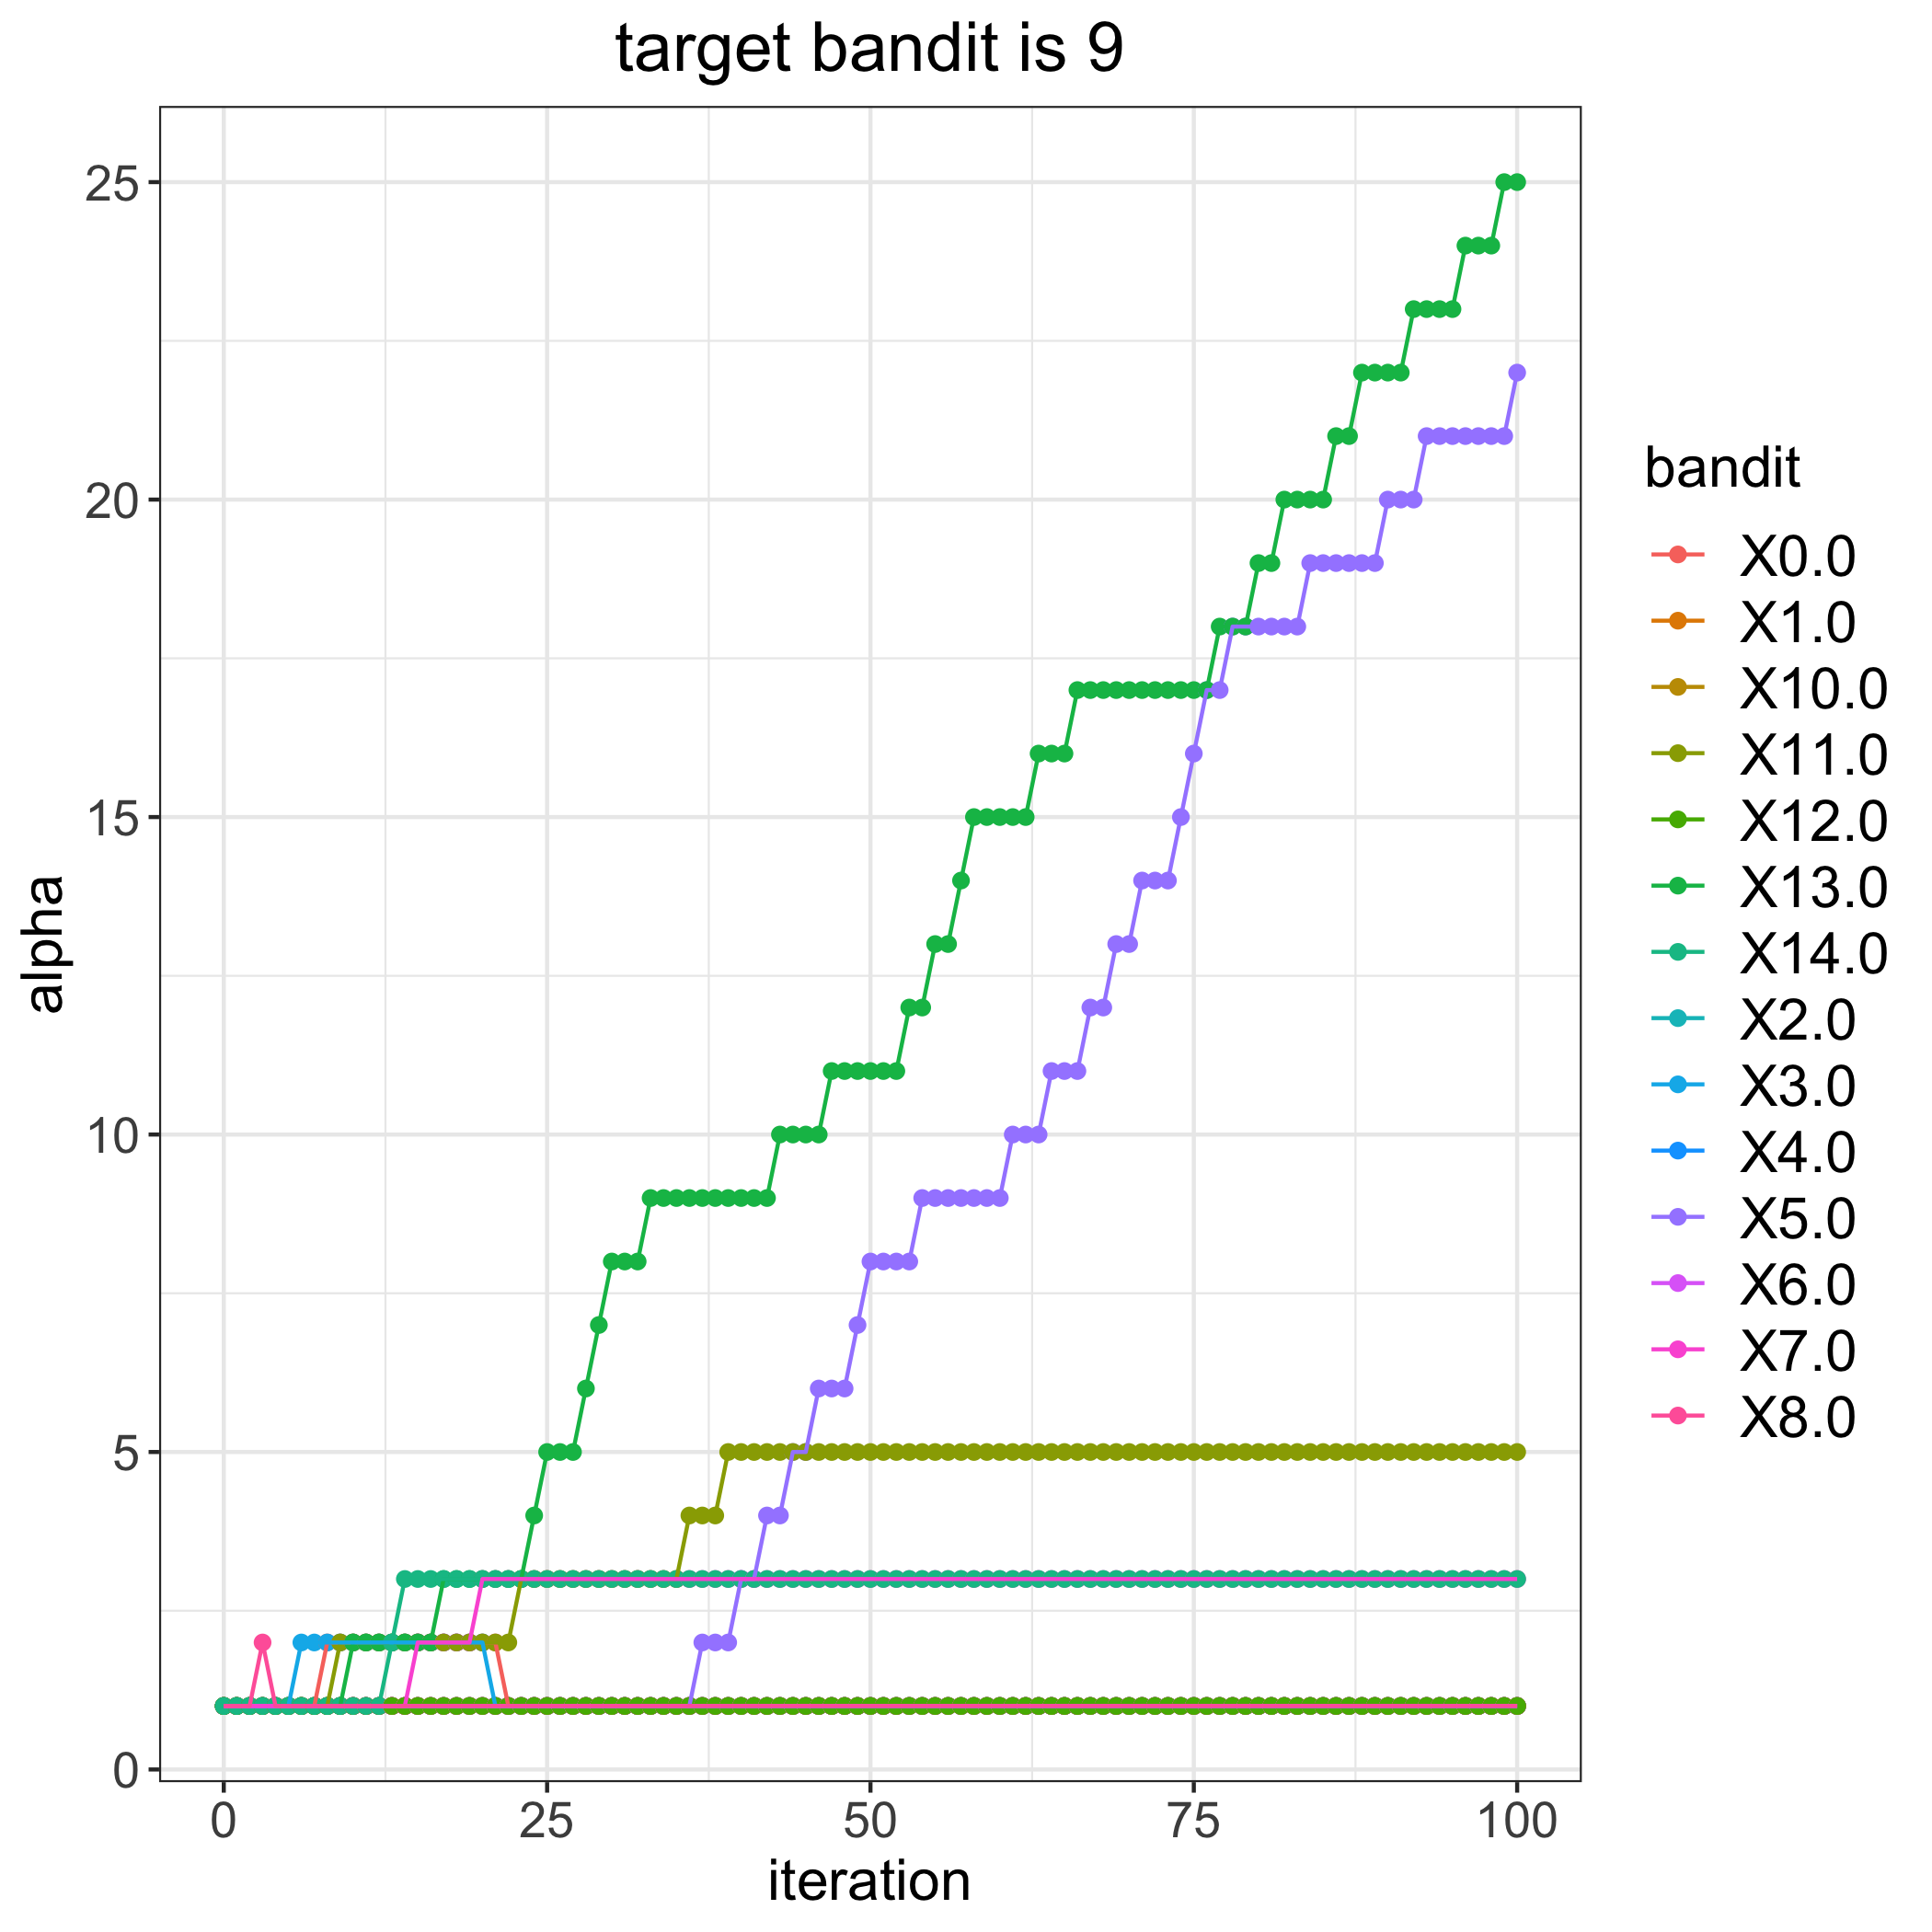 target bandit is 9
25
20
15
10
5
0
alpha
0 25 50 75 100
iteration
bandit
X0.0
X1.0
X10.0
X11.0
X12.0
X13.0
X14.0
X2.0
X3.0
X4.0
X5.0
X6.0
X7.0
X8.0